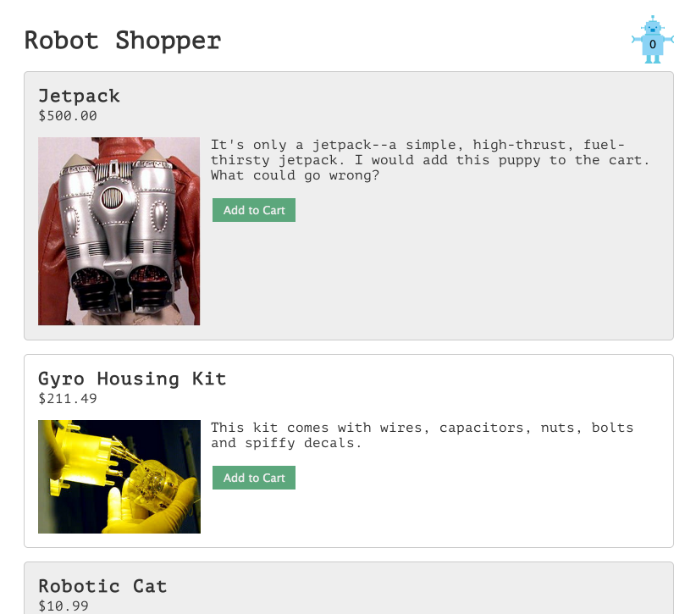 Robot Shopper
0
Jetpack
$500.00
It's only a jetpack--a simple, high-thrust, fuel-
thirsty jetpack. I would add this puppy to the cart.
What could go wrong?
Add to Cart
Gyro Housing Kit
$211.49
This kit comes with wires, capacitors, nuts, bolts
and spiffy decals.
Add to Cart
Robotic Cat
$10.99